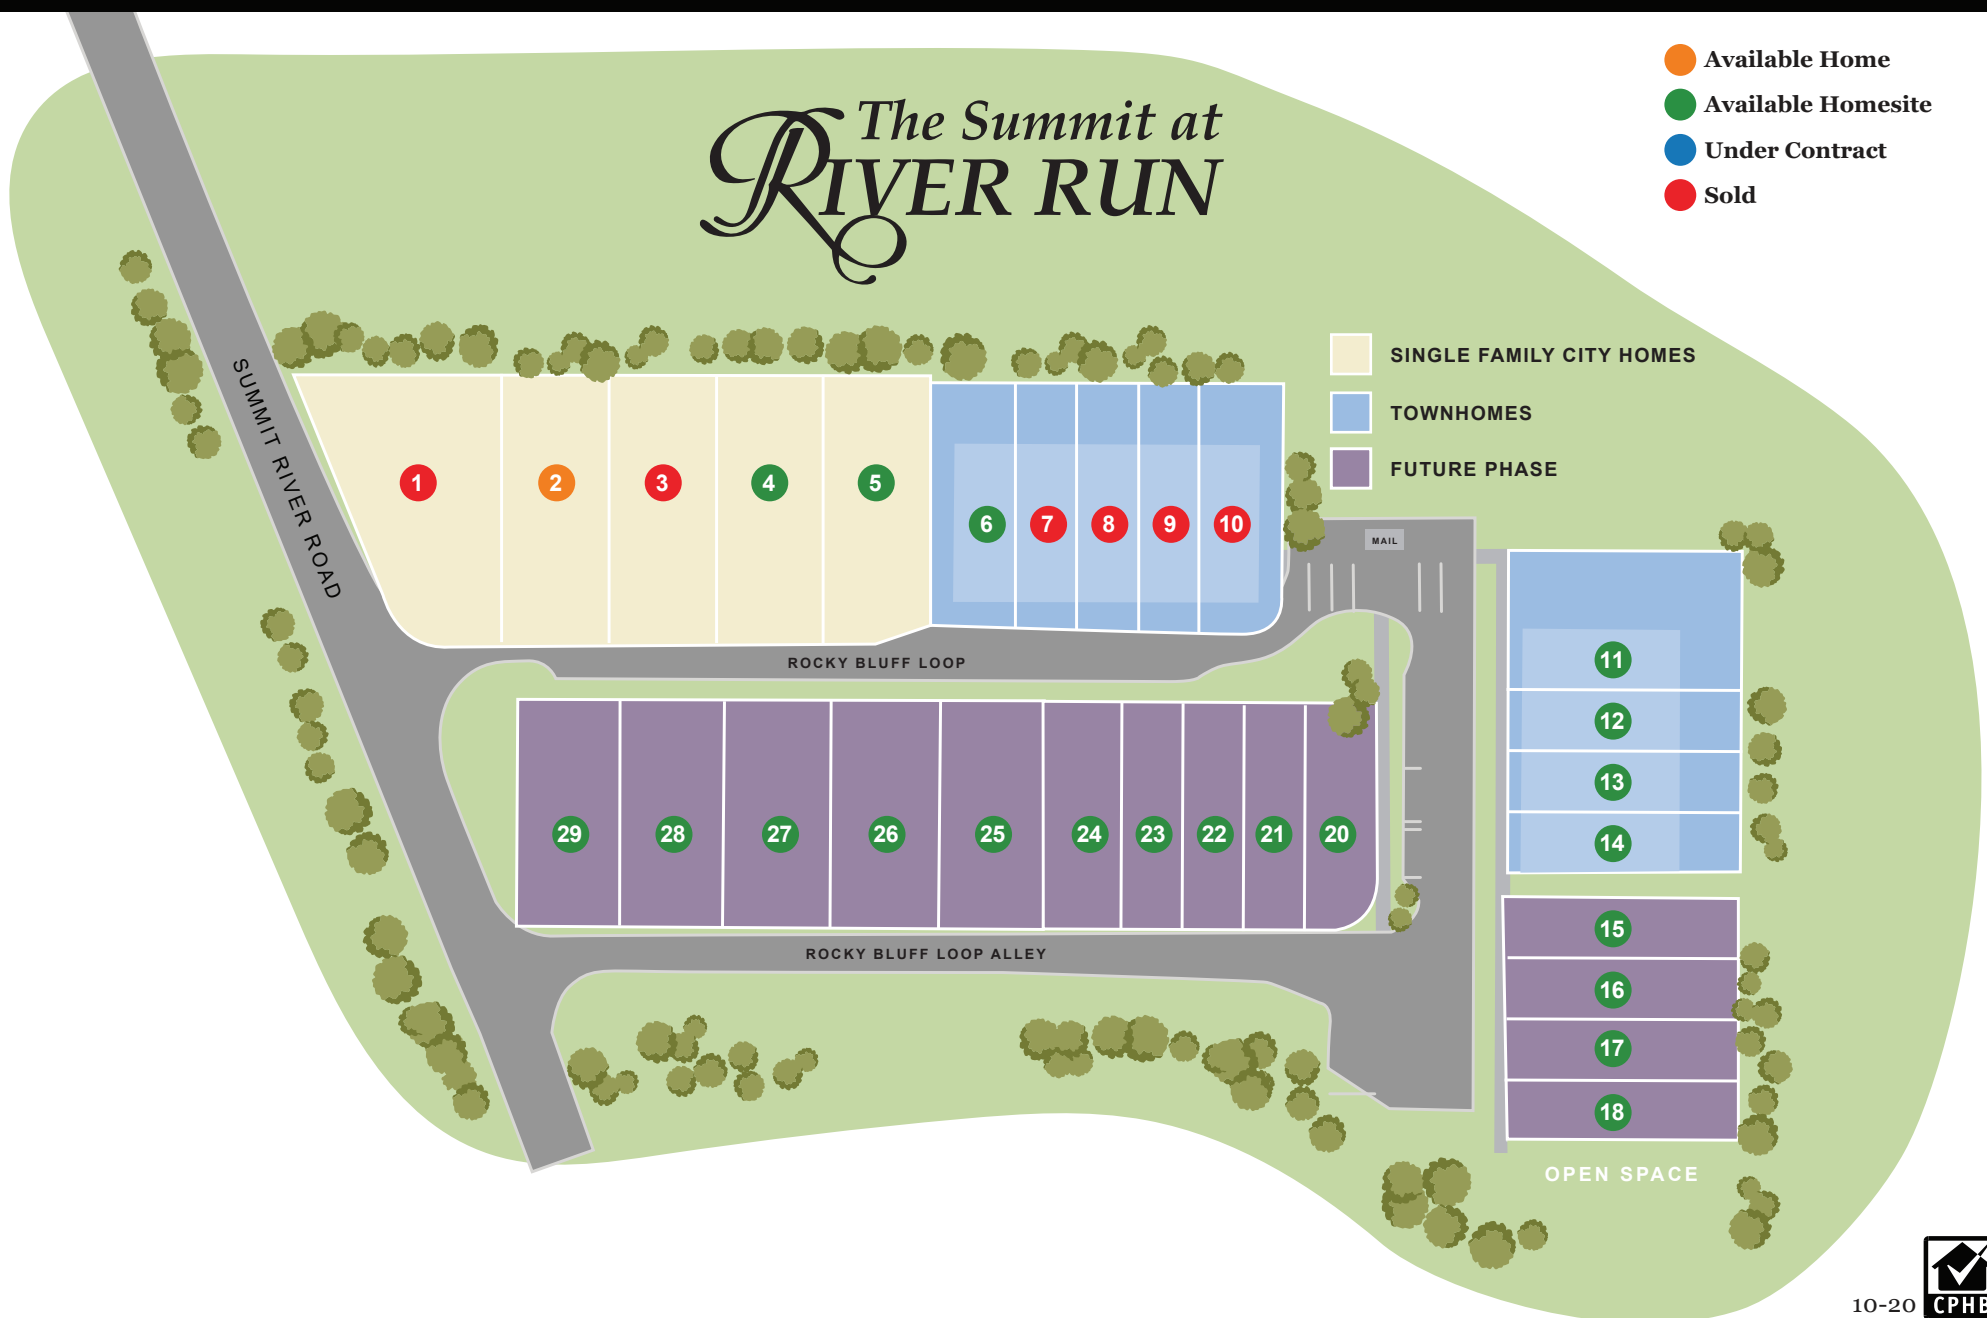 The Summit at
RIVER RUN
Available Home
Available Homesite
Under Contract
Sold
SINGLE FAMILY CITY HOMES
TOWNHOMES
FUTURE PHASE
SUMMIT RIVER ROAD
1
2
3
4
5
6
7
8
9
10
MAIL
ROCKY BLUFF LOOP
11
12
13
14
29
28
27
26
25
24
23
22
21
20
ROCKY BLUFF LOOP ALLEY
15
16
17
18
OPEN SPACE
10-20
CPHB